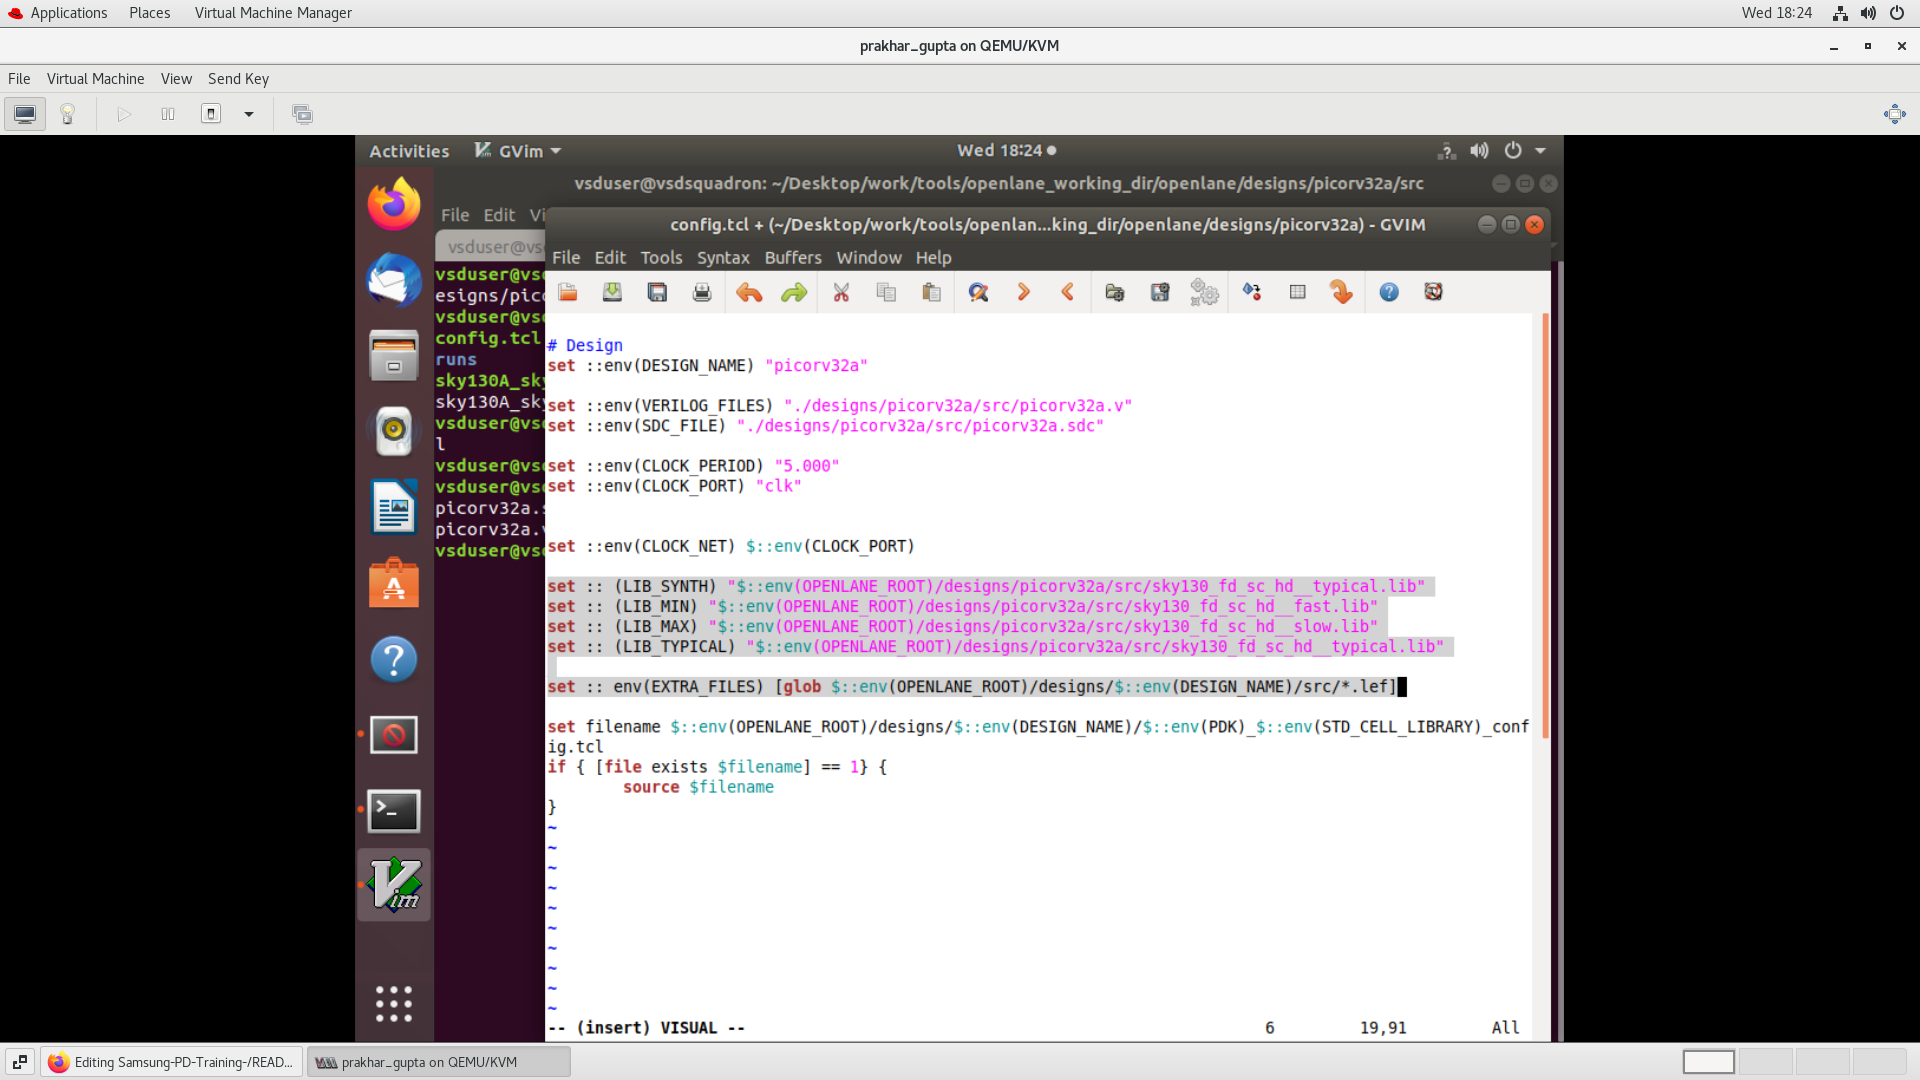 Applications Places Virtual Machine Manager Wed 18:24
prakhar_gupta on QEMU/KVM
File Virtual Machine View Send Key
Activities GVim Wed 18:24
vsduser@vsdsquadron: ~/Desktop/work/tools/openlane_working_dir/openlane/designs/picorv32a/src
File Edit Vi
config.tcl + (~/Desktop/work/tools/openlan...king_dir/openlane/designs/picorv32a) - GVIM
vsduser@vs
File Edit Tools Syntax Buffers Window Help
vsduser@vs
esigns/pico
vsduser@vs
config.tcl
runs
sky130A_sky
sky130A_sky
vsduser@vs
l
vsduser@vs
vsduser@vs
picorv32a.s
picorv32a.v
vsduser@vs
# Design
set ::env(DESIGN_NAME) "picorv32a"
set ::env(VERILOG_FILES) "./designs/picorv32a/src/picorv32a.v"
set ::env(SDC_FILE) "./designs/picorv32a/src/picorv32a.sdc"
set ::env(CLOCK_PERIOD) "5.000"
set ::env(CLOCK_PORT) "clk"
set ::env(CLOCK_NET) $::env(CLOCK_PORT)
set :: (LIB_SYNTH) "$::env(OPENLANE_ROOT)/designs/picorv32a/src/sky130_fd_sc_hd__typical.lib"
set :: (LIB_MIN) "$::env(OPENLANE_ROOT)/designs/picorv32a/src/sky130_fd_sc_hd__fast.lib"
set :: (LIB_MAX) "$::env(OPENLANE_ROOT)/designs/picorv32a/src/sky130_fd_sc_hd__slow.lib"
set :: (LIB_TYPICAL) "$::env(OPENLANE_ROOT)/designs/picorv32a/src/sky130_fd_sc_hd__typical.lib"
set :: env(EXTRA_FILES) [glob $::env(OPENLANE_ROOT)/designs/$::env(DESIGN_NAME)/src/*.lef]
set filename $::env(OPENLANE_ROOT)/designs/$::env(DESIGN_NAME)/$::env(PDK)_$::env(STD_CELL_LIBRARY)_conf
ig.tcl
if { [file exists $filename] == 1} {
source $filename
}
~
~
~
~
~
~
~
~
~
~
-- (insert) VISUAL -- 6 19,91 All
Editing Samsung-PD-Training-/READ... prakhar_gupta on QEMU/KVM